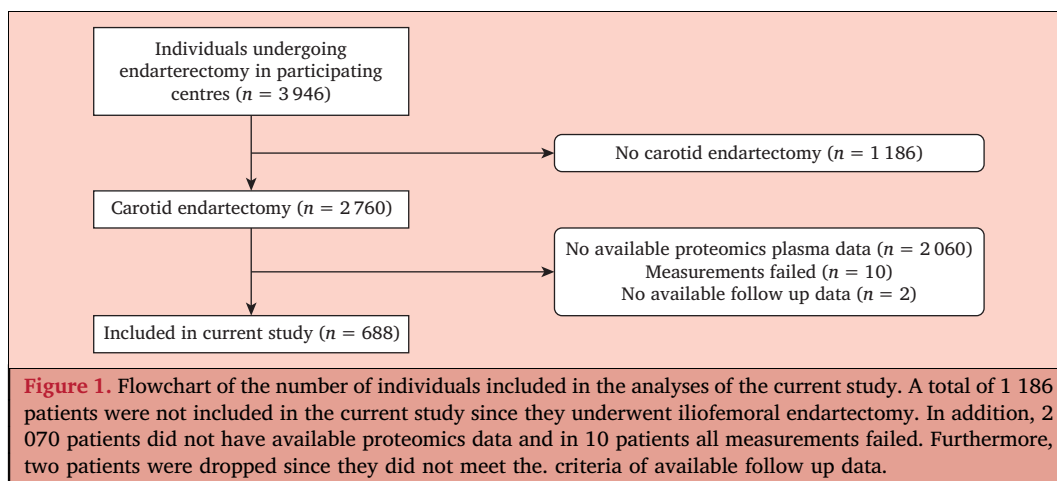 Individuals undergoing
endarterectomy in participating
centres (n = 3 946)
No carotid endartectomy (n = 1 186)
Carotid endartectomy (n = 2 760)
No available proteomics plasma data (n = 2 060)
Measurements failed (n = 10)
No available follow up data (n = 2)
Included in current study (n = 688)
Figure 1. Flowchart of the number of individuals included in the analyses of the current study. A total of 1 186
patients were not included in the current study since they underwent iliofemoral endartectomy. In addition, 2
070 patients did not have available proteomics data and in 10 patients all measurements failed. Furthermore,
two patients were dropped since they did not meet the. criteria of available follow up data.